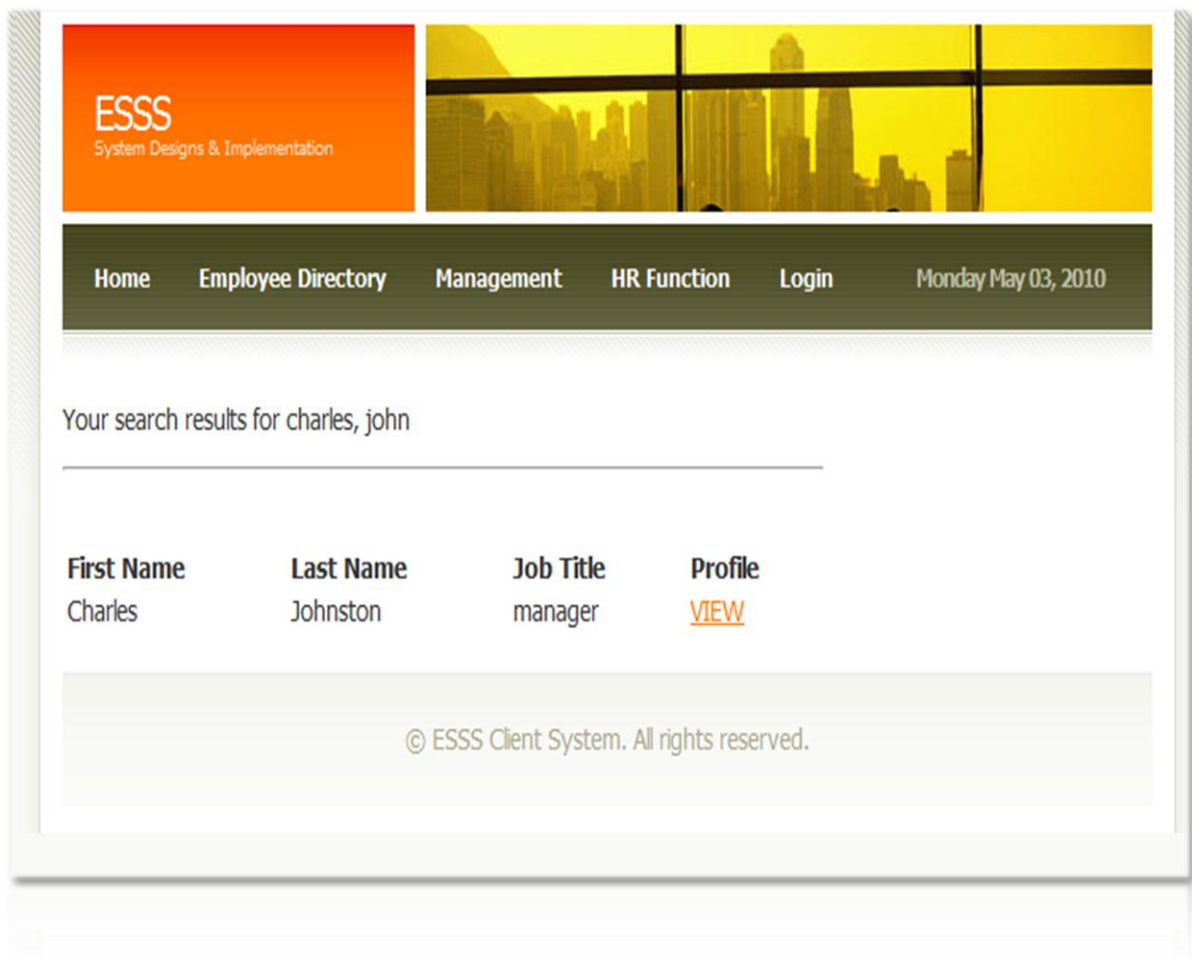 ESSS
System Designs & Implementation
Home Employee Directory Management HR Function Login Monday May 03, 2010
Your search results for charles, john
First Name Last Name Job Title Profile
Charles Johnston manager VIEW
© ESSS Client System. All rights reserved.